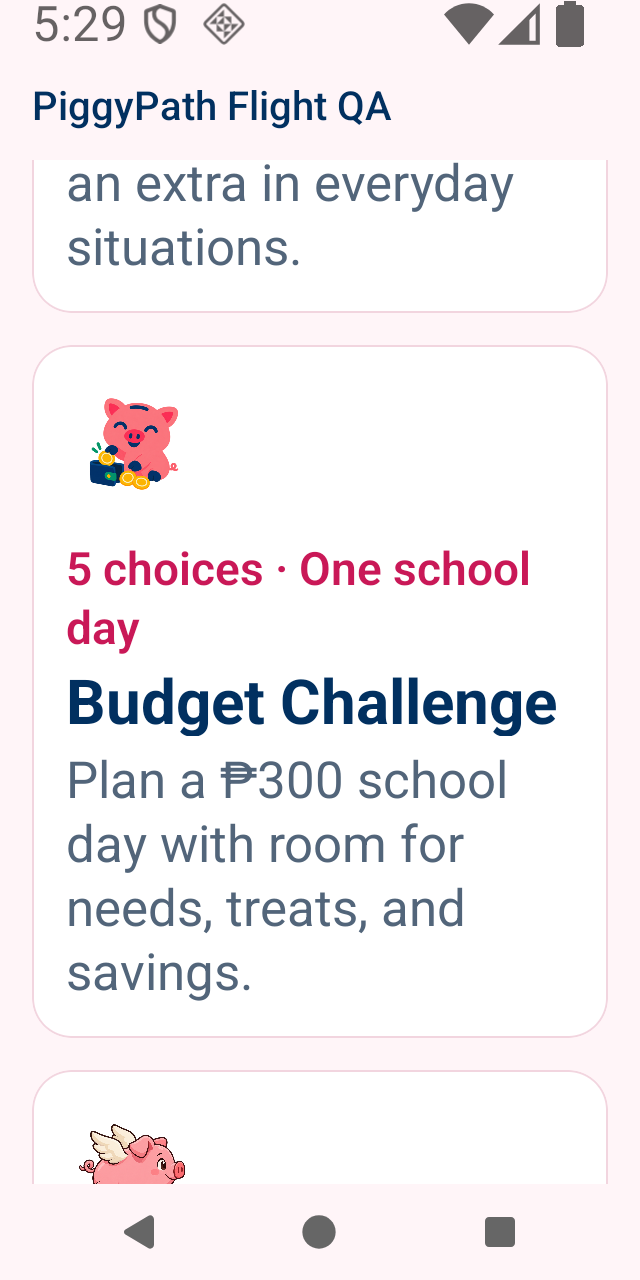 5:29
PiggyPath Flight QA
an extra in everyday
situations.
5 choices · One school
day
Budget Challenge
Plan a ₱300 school
day with room for
needs, treats, and
savings.